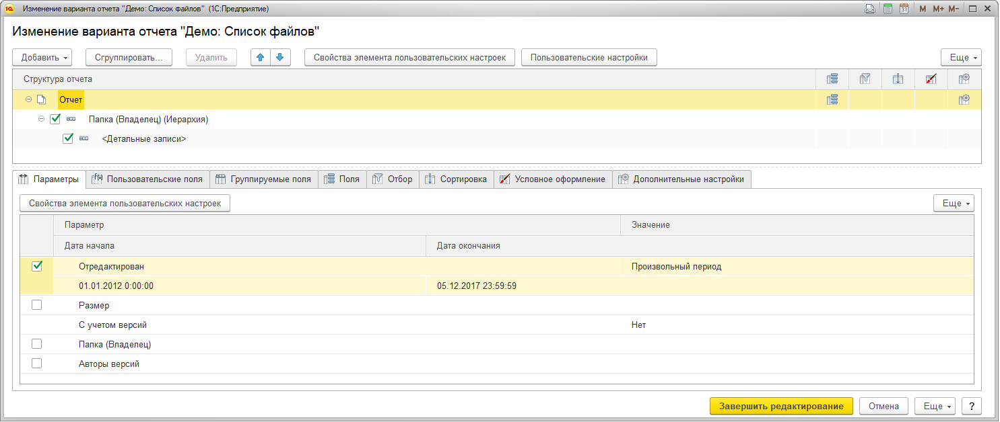 1С Изменение варианта отчета "Демо: Список файлов" (1С:Предприятие) 31 M M+ M-
Изменение варианта отчета "Демо: Список файлов"
Добавить Сгруппировать... Удалить Свойства элемента пользовательских настроек Пользовательские настройки Еще
Структура отчета
Отчет
Папка (Владелец) (Иерархия)
<Детальные записи>
Параметры f(x) Пользовательские поля Группируемые поля Поля Отбор Сортировка Условное оформление Дополнительные настройки
Свойства элемента пользовательских настроек Еще
Параметр Значение
Дата начала Дата окончания
Отредактирован Произвольный период
01.01.2012 0:00:00 05.12.2017 23:59:59
Размер
С учетом версий Нет
Папка (Владелец)
Авторы версий
Завершить редактирование Отмена Еще ?